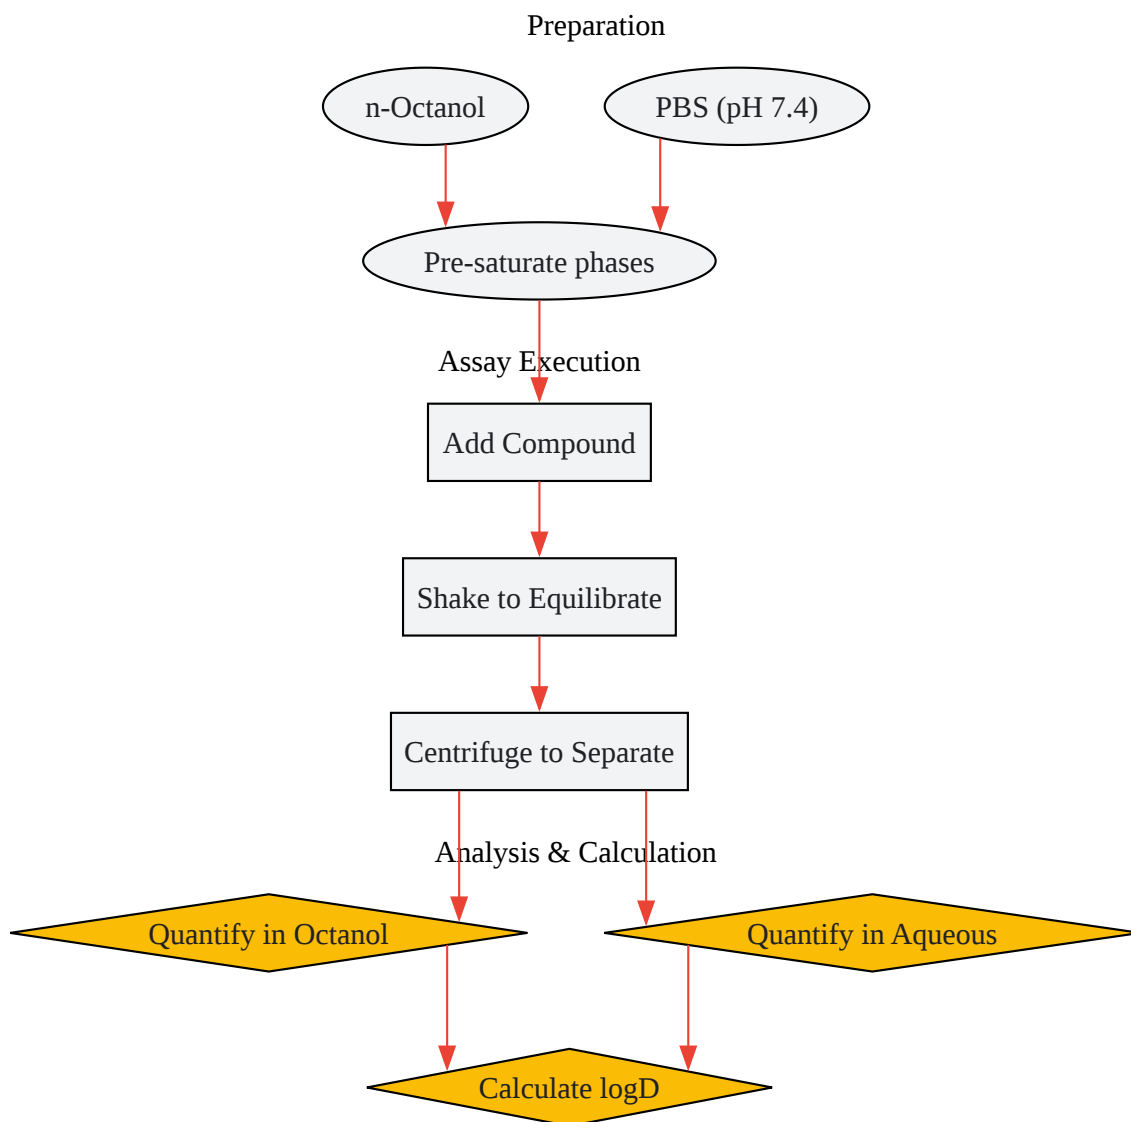 Preparation
n-Octanol
PBS (pH 7.4)
Pre-saturate phases
Assay Execution
Add Compound
Shake to Equilibrate
Centrifuge to Separate
Analysis & Calculation
Quantify in Octanol
Quantify in Aqueous
Calculate logD